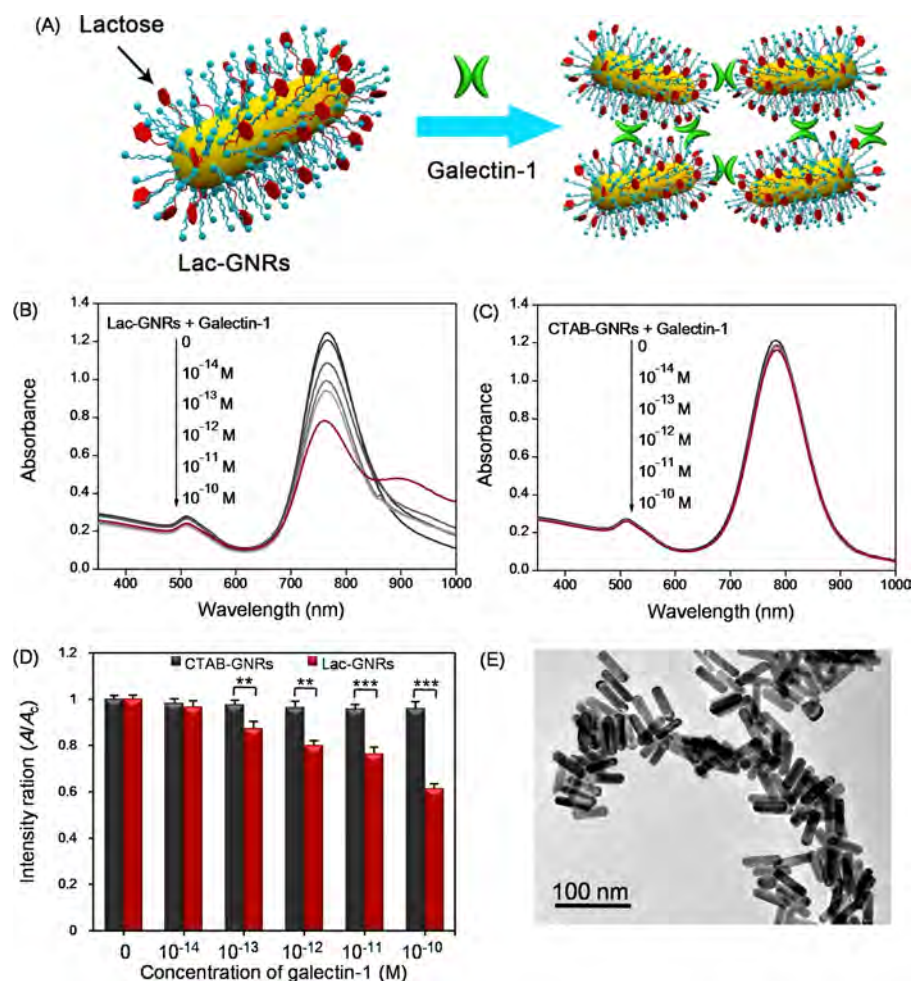 (A)
Lactose
Galectin-1
Lac-GNRs
(B)
1.4
1.2
1.0
0.8
0.6
0.4
0.2
0.0
Absorbance
Lac-GNRs + Galectin-1
0
10⁻¹⁴ M
10⁻¹³ M
10⁻¹² M
10⁻¹¹ M
10⁻¹⁰ M
400 500 600 700 800 900 1000
Wavelength (nm)
(C)
1.4
1.2
1.0
0.8
0.6
0.4
0.2
0.0
Absorbance
CTAB-GNRs + Galectin-1
0
10⁻¹⁴ M
10⁻¹³ M
10⁻¹² M
10⁻¹¹ M
10⁻¹⁰ M
400 500 600 700 800 900 1000
Wavelength (nm)
(D)
1.2
1
0.8
0.6
0.4
0.2
0
Intensity ration (A/A₀)
CTAB-GNRs Lac-GNRs
** ** *** ***
0 10⁻¹⁴ 10⁻¹³ 10⁻¹² 10⁻¹¹ 10⁻¹⁰
Concentration of galectin-1 (M)
(E)
100 nm